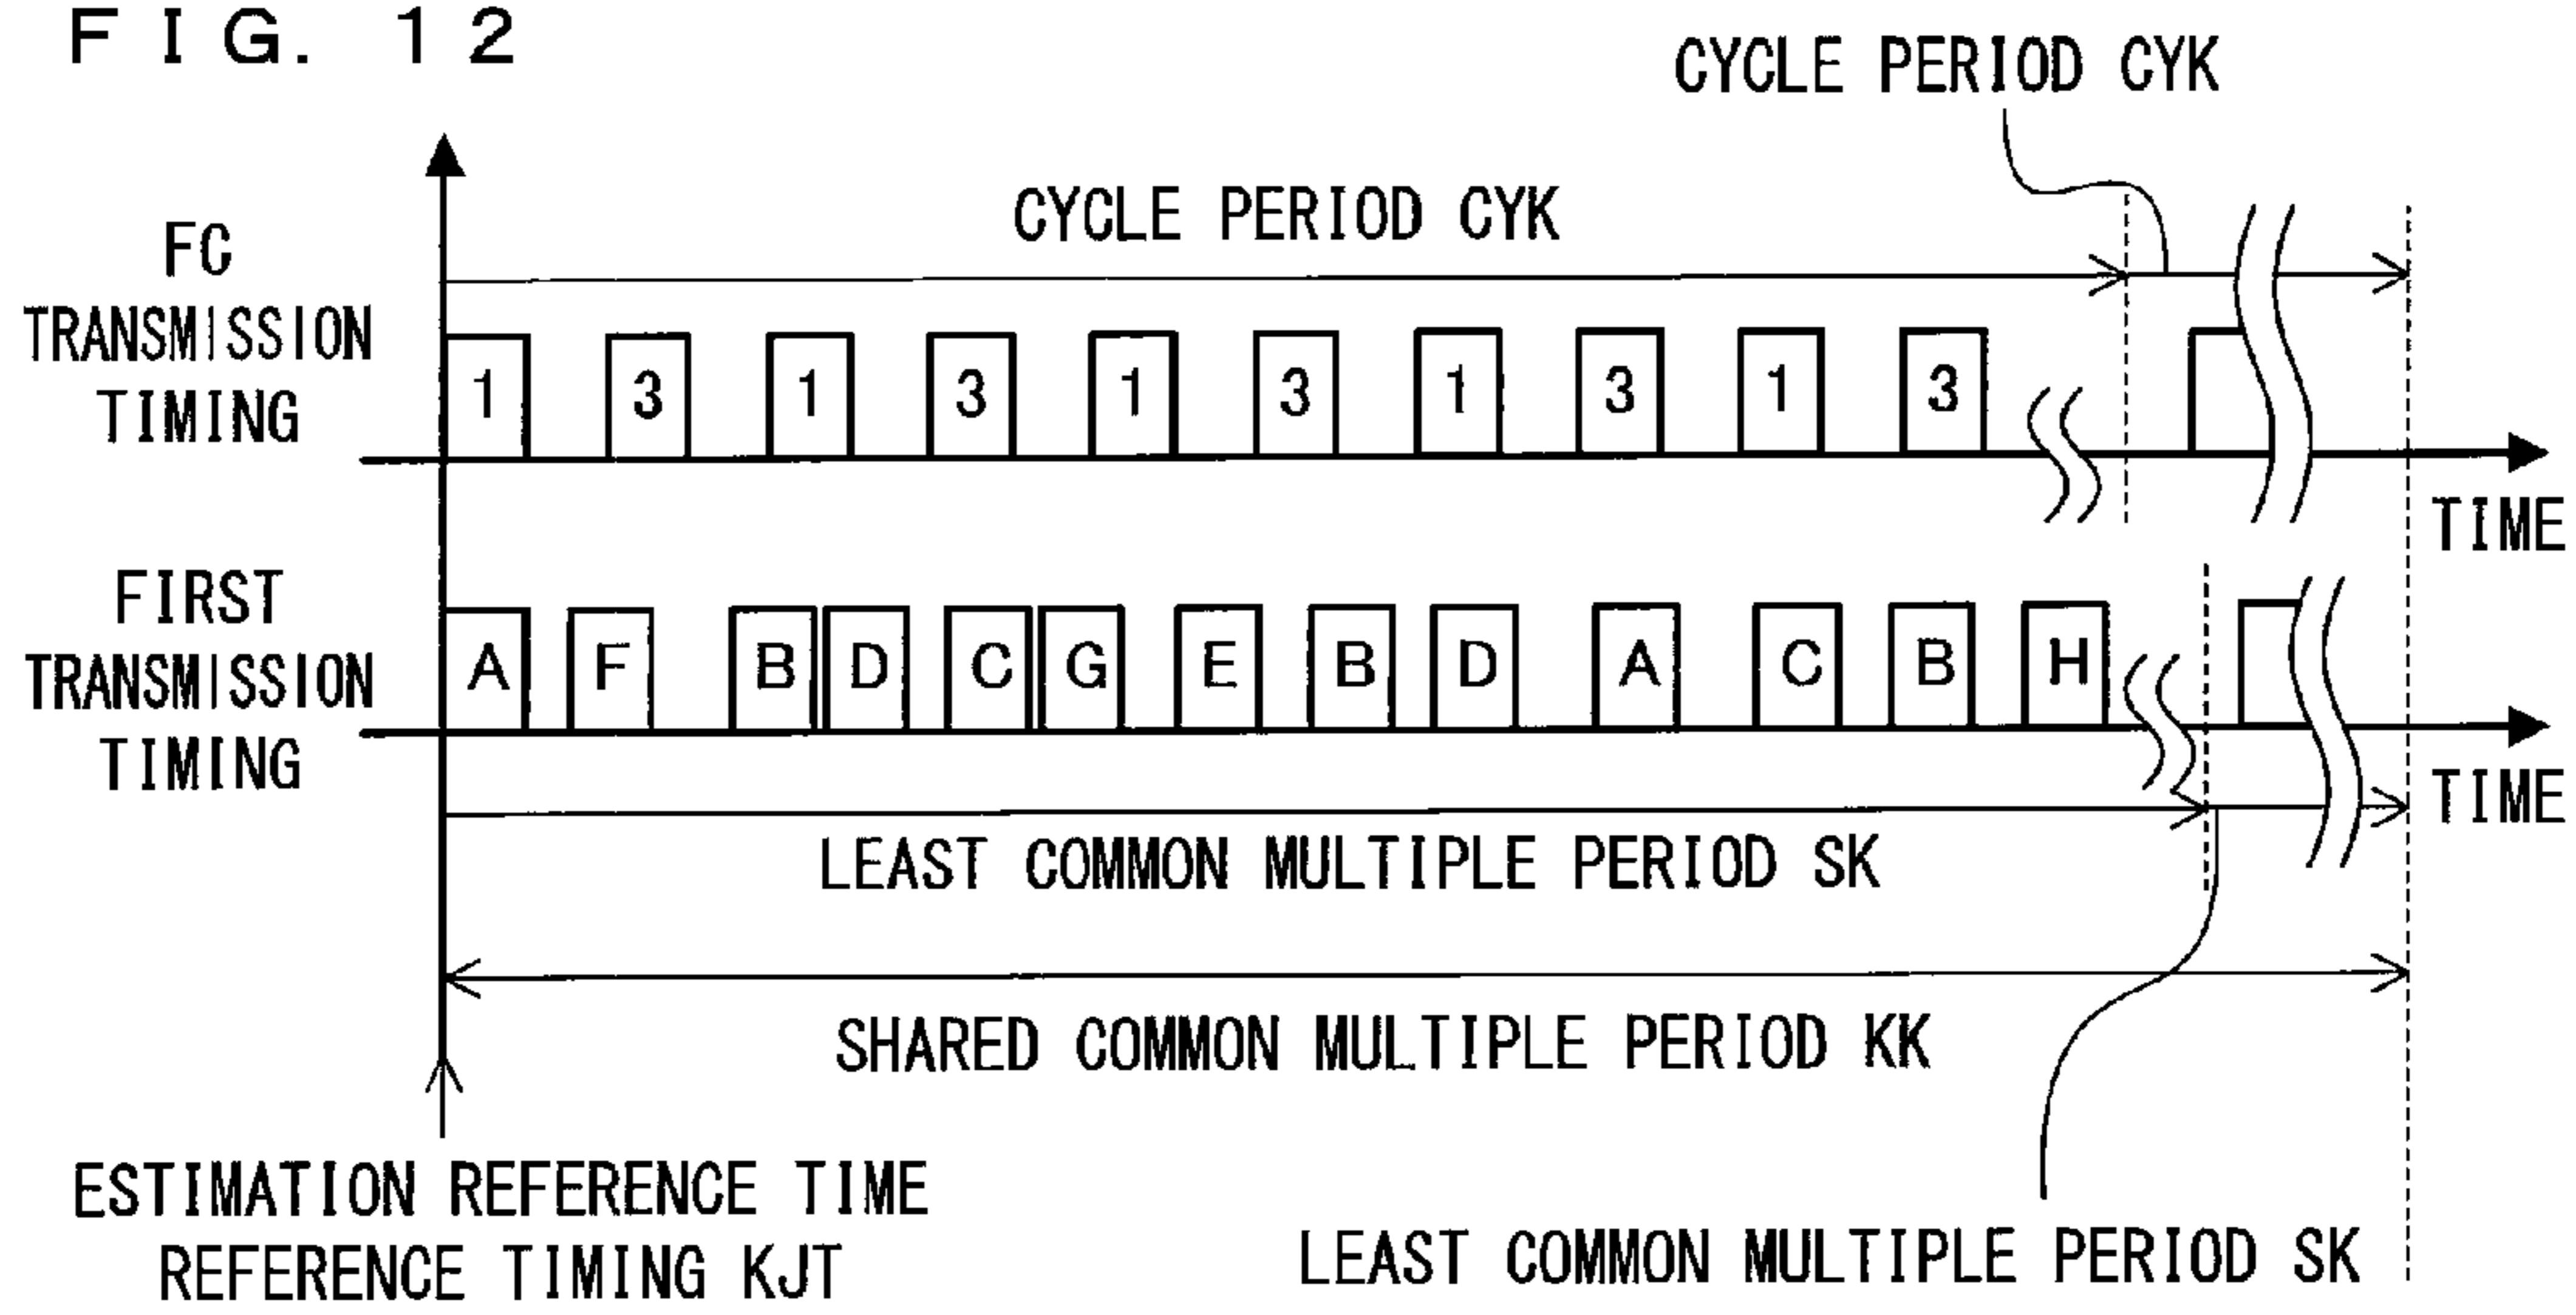 FIG. 12
CYCLE PERIOD CYK
CYCLE PERIOD CYK
FC
TRANSMISSION
TIMING
1 3 1 3 1 3 1 3 1 3
TIME
FIRST
TRANSMISSION
TIMING
A F B D C G E B D A C B H
TIME
LEAST COMMON MULTIPLE PERIOD SK
SHARED COMMON MULTIPLE PERIOD KK
ESTIMATION REFERENCE TIME
REFERENCE TIMING KJT
LEAST COMMON MULTIPLE PERIOD SK